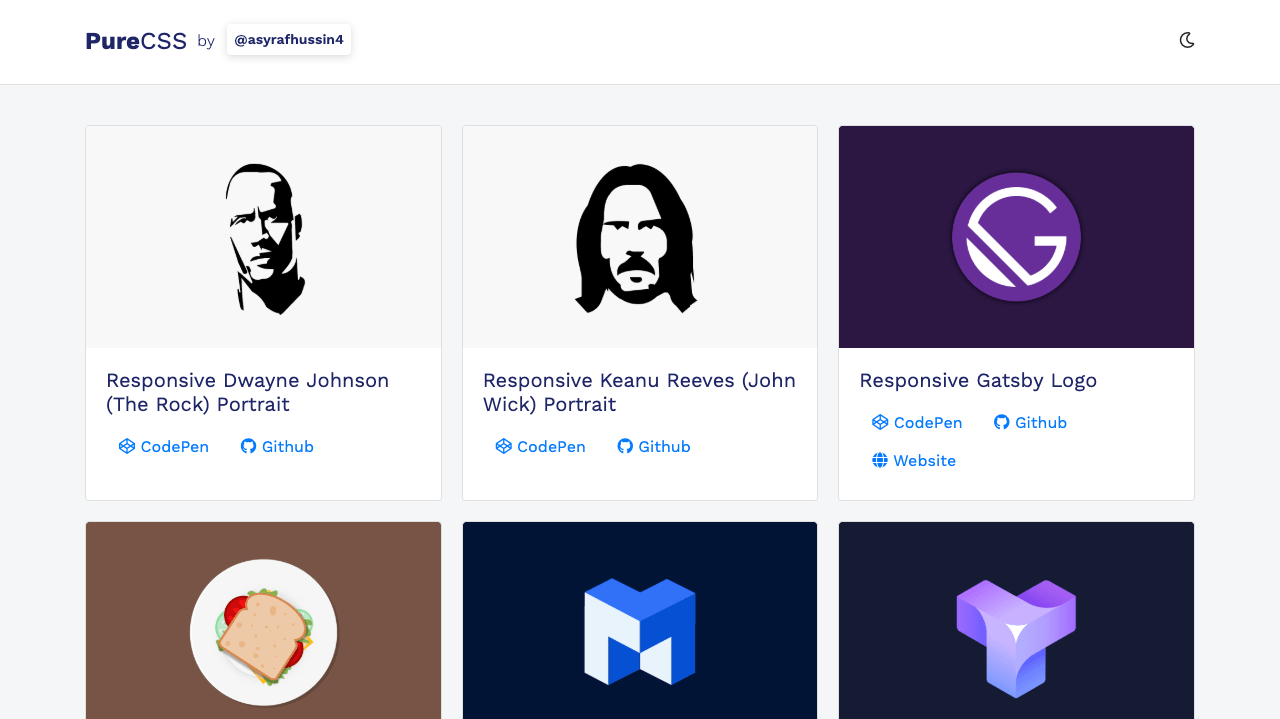 PureCSS by @asyrafhussin4
Responsive Dwayne Johnson
(The Rock) Portrait
CodePen Github
Responsive Keanu Reeves (John
Wick) Portrait
CodePen Github
Responsive Gatsby Logo
CodePen Github
Website